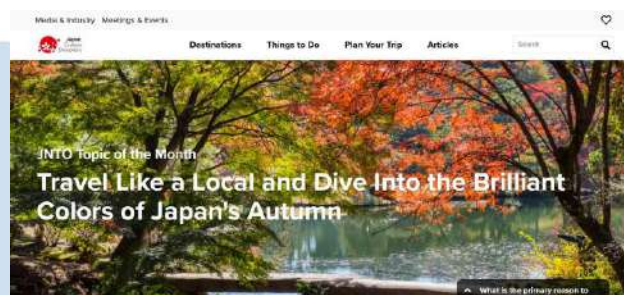 Media & Industry Meetings & Events
Japan
Destinations Things to Do Plan Your Trip Articles Search
JNTO Topic of the Month
Travel Like a Local and Dive Into the Brilliant
Colors of Japan's Autumn
What is the primary reason to